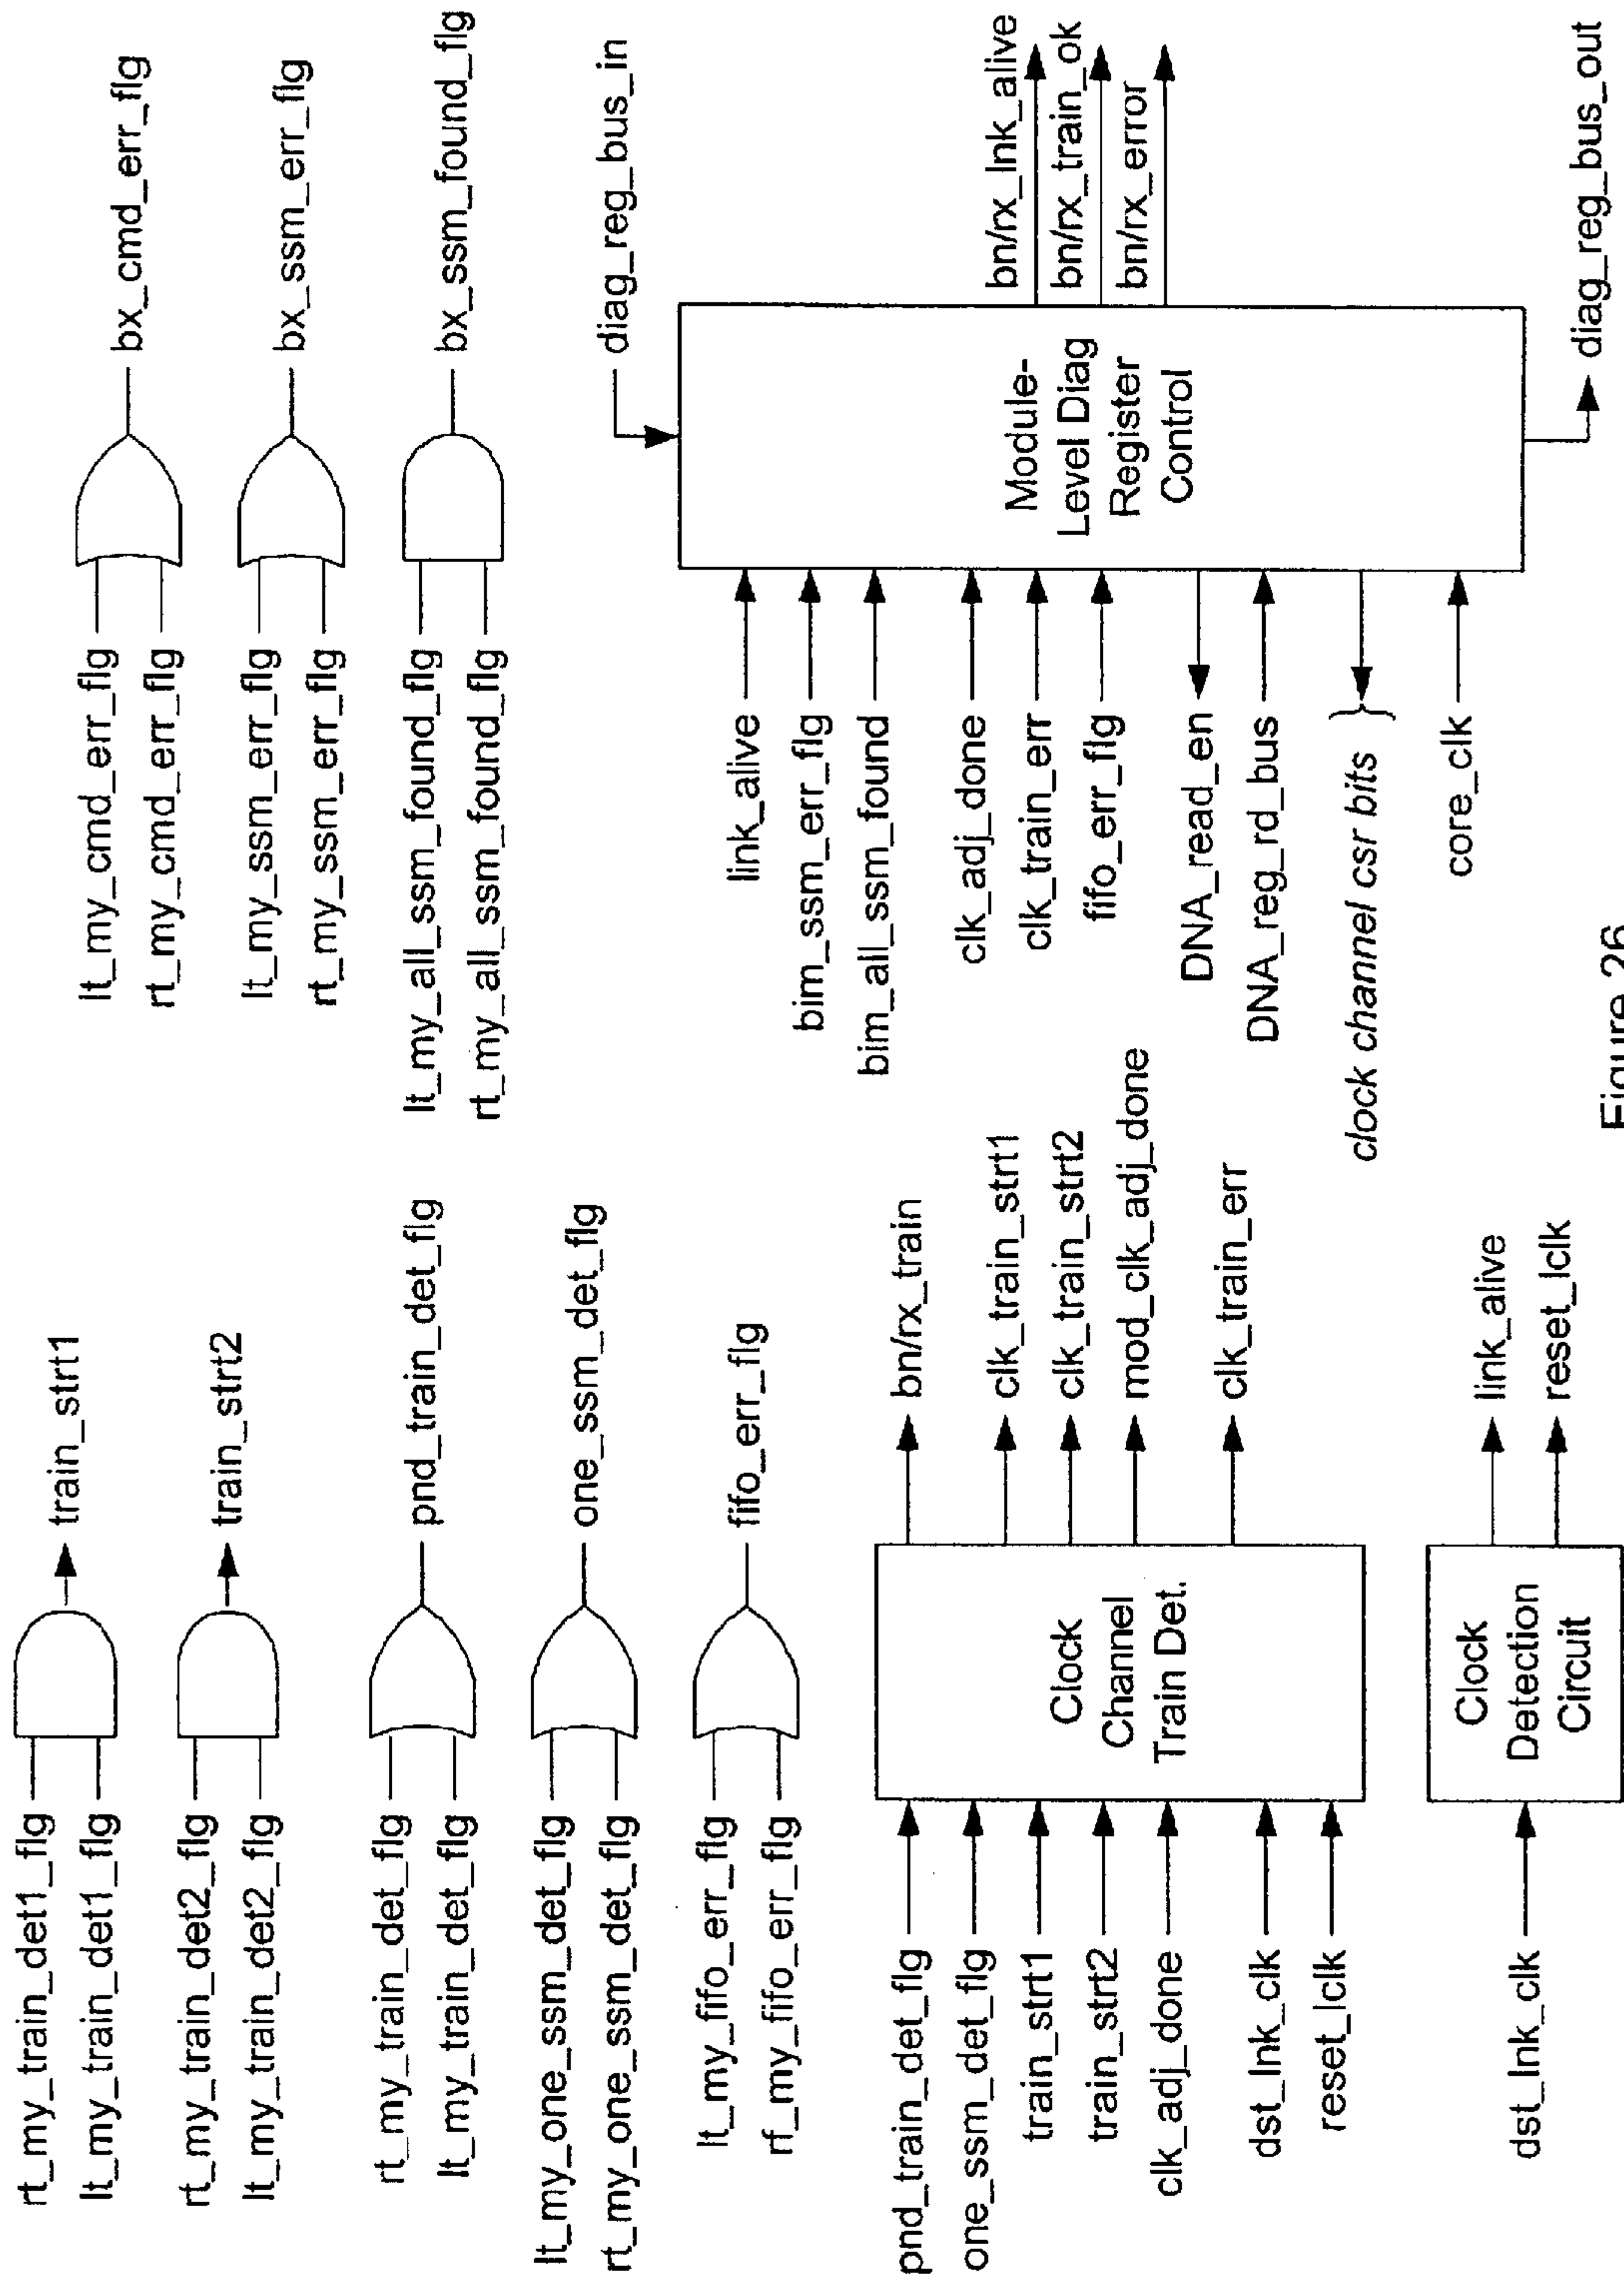 rt_my_train_det1_flg
lt_my_train_det1_flg
train_strt1
rt_my_train_det2_flg
lt_my_train_det2_flg
train_strt2
rt_my_train_det_flg
lt_my_train_det_flg
pnd_train_det_flg
lt_my_one_ssm_det_flg
rt_my_one_ssm_det_flg
one_ssm_det_flg
lt_my_fifo_err_flg
rf_my_fifo_err_flg
fifo_err_flg
pnd_train_det_flg
one_ssm_det_flg
train_strt1
train_strt2
clk_adj_done
dst_lnk_clk
reset_lclk
Clock
Channel
Train Det.
bn/rx_train
clk_train_strt1
clk_train_strt2
mod_clk_adj_done
clk_train_err
dst_lnk_clk
Clock
Detection
Circuit
link_alive
reset_lclk
lt_my_cmd_err_flg
rt_my_cmd_err_flg
bx_cmd_err_flg
lt_my_ssm_err_flg
rt_my_ssm_err_flg
bx_ssm_err_flg
lt_my_all_ssm_found_flg
rt_my_all_ssm_found_flg
bx_ssm_found_flg
diag_reg_bus_in
link_alive
bim_ssm_err_flg
bim_all_ssm_found
clk_adj_done
clk_train_err
fifo_err_flg
DNA_read_en
DNA_reg_rd_bus
clock channel csr bits
core_clk
Module-
Level Diag
Register
Control
bn/rx_lnk_alive
bn/rx_train_ok
bn/rx_error
diag_reg_bus_out
Figure 26